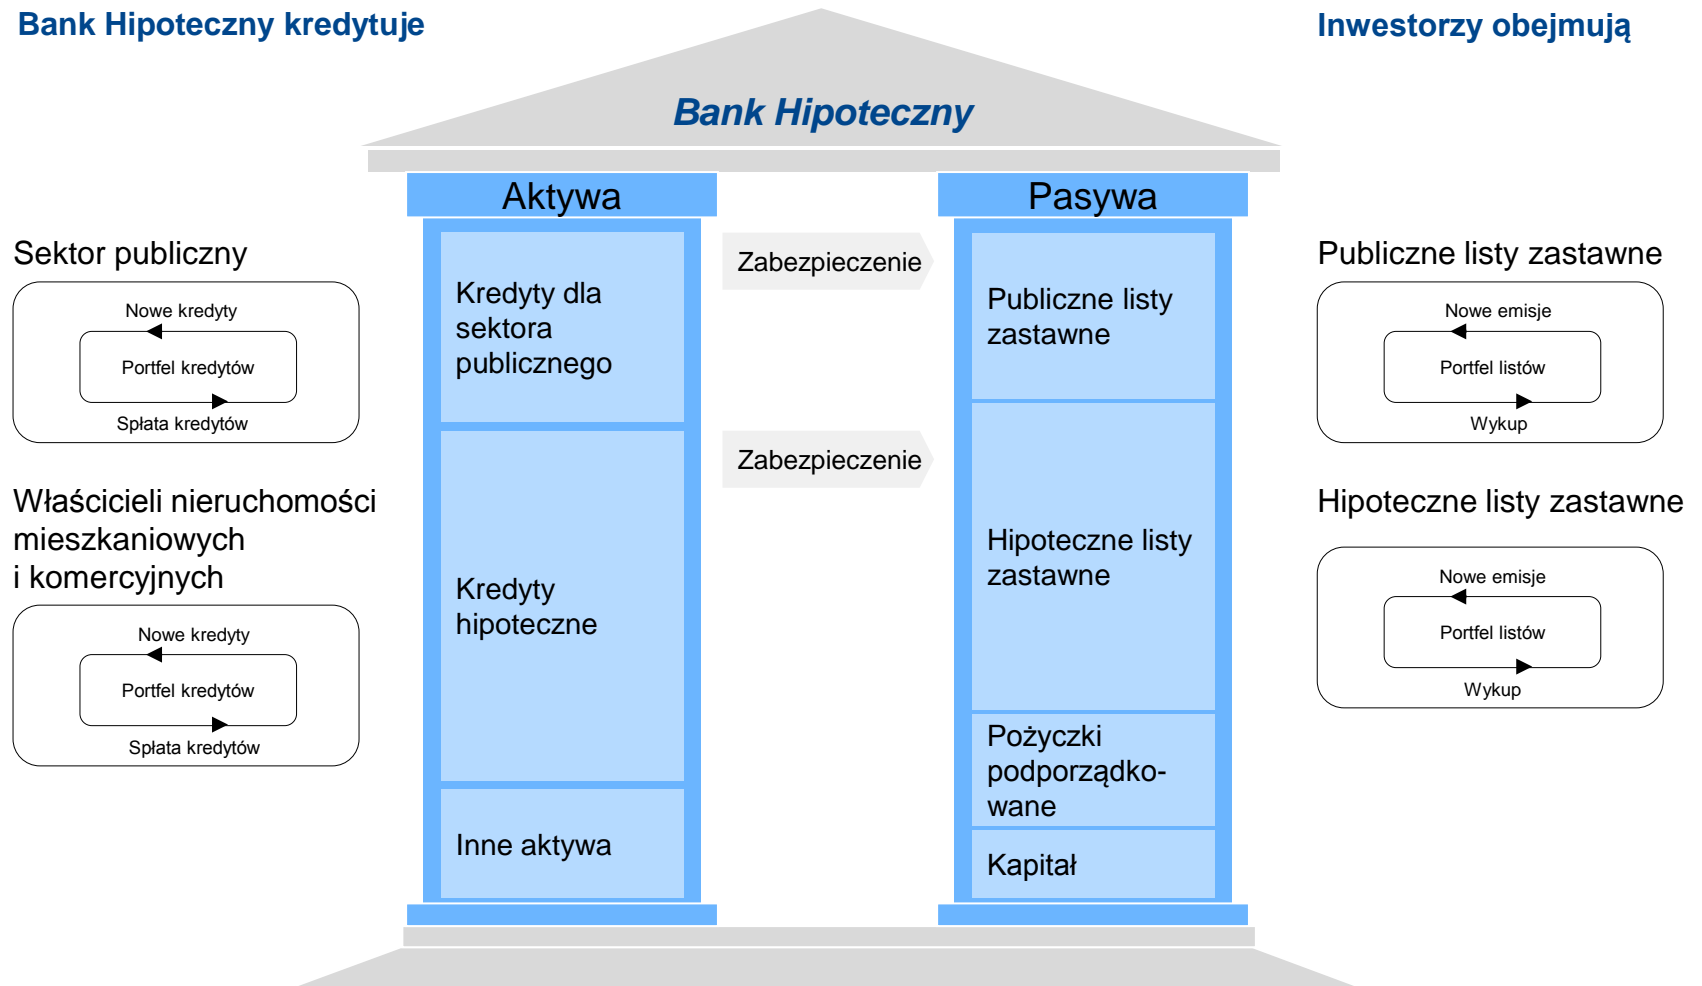 Bank Hipoteczny kredytuje
Inwestorzy obejmują
Bank Hipoteczny
Aktywa
Pasywa
Sektor publiczny
Nowe kredyty
Portfel kredytów
Spłata kredytów
Właścicieli nieruchomości
mieszkaniowych
i komercyjnych
Nowe kredyty
Portfel kredytów
Spłata kredytów
Kredyty dla
sektora
publicznego
Kredyty
hipoteczne
Inne aktywa
Zabezpieczenie
Zabezpieczenie
Publiczne listy
zastawne
Hipoteczne listy
zastawne
Pożyczki
podporządko-
wane
Kapitał
Publiczne listy zastawne
Nowe emisje
Portfel listów
Wykup
Hipoteczne listy zastawne
Nowe emisje
Portfel listów
Wykup